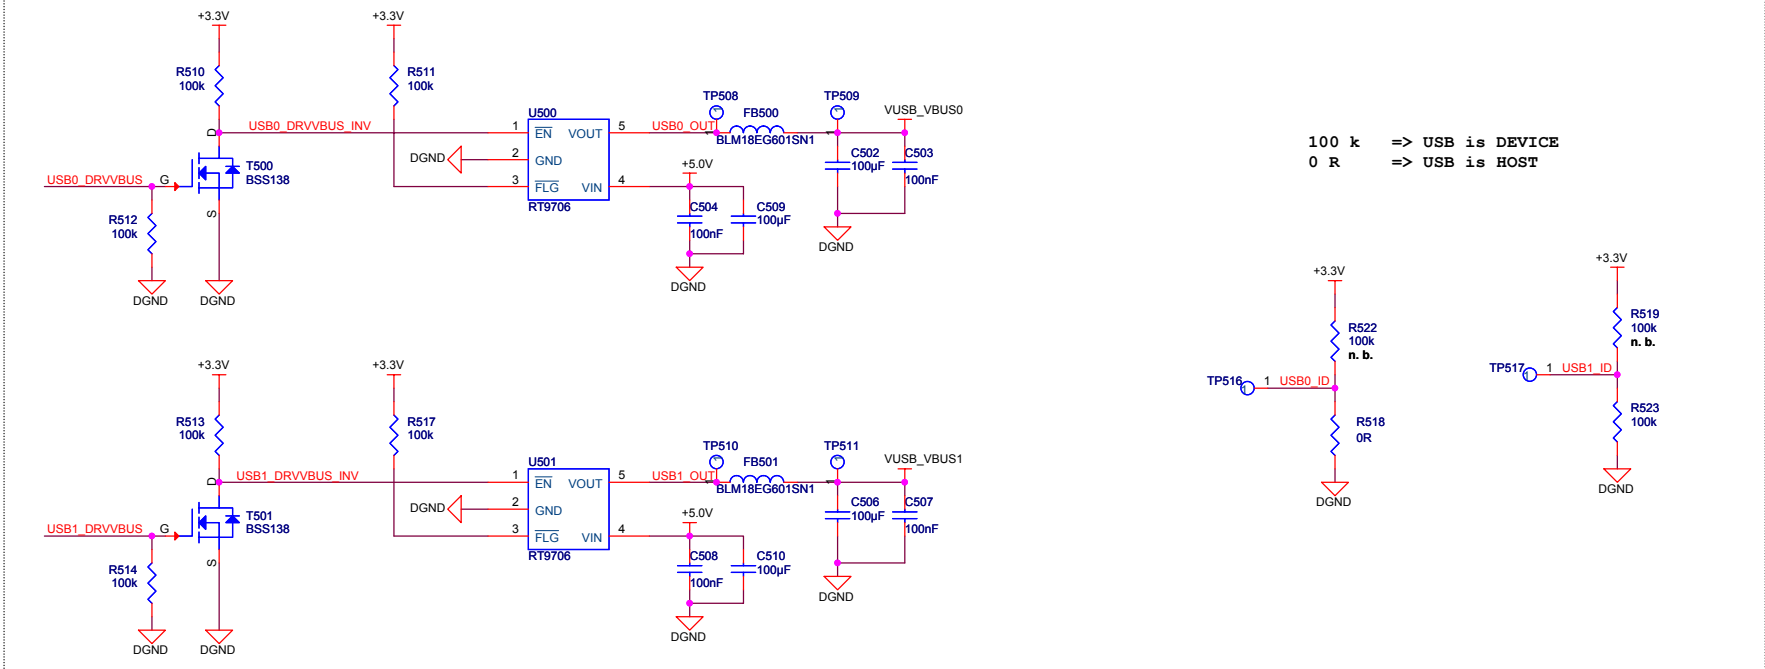 +3.3V
+3.3V
R510
100k
R511
100k
TP508
TP509
1
1
FB500
VUSB_VBUS0
U500
D
USB0_DRVVBUS_INV
1
EN
VOUT
5
USB0_OUT
BLM18EG601SN1
DGND
2
GND
C502
100µF
C503
100nF
T500
BSS138
USB0_DRVVBUS
G
3
FLG
VIN
4
+5.0V
RT9706
C504
100nF
C509
100µF
S
R512
100k
DGND
DGND
DGND
DGND
100 k => USB is DEVICE
0 R => USB is HOST
+3.3V
R522
100k
n. b.
TP516
1
1
USB0_ID
R518
0R
DGND
+3.3V
R519
100k
n. b.
TP517
1
1
USB1_ID
R523
100k
DGND
+3.3V
+3.3V
R513
100k
R517
100k
TP510
TP511
1
1
FB501
VUSB_VBUS1
U501
D
USB1_DRVVBUS_INV
1
EN
VOUT
5
USB1_OUT
BLM18EG601SN1
DGND
2
GND
C506
100µF
C507
100nF
T501
BSS138
USB1_DRVVBUS
G
3
FLG
VIN
4
+5.0V
RT9706
C508
100nF
C510
100µF
S
R514
100k
DGND
DGND
DGND
DGND